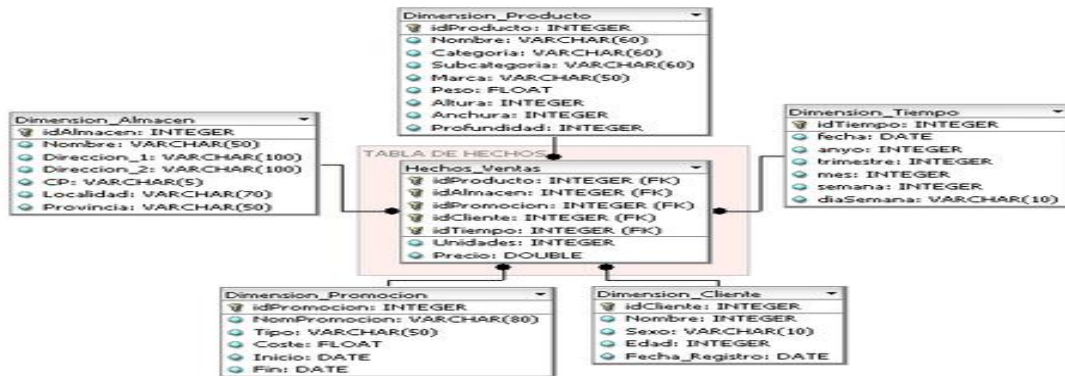 Dimension_Producto
idProducto: INTEGER
Nombre: VARCHAR(60)
Categoria: VARCHAR(60)
Subcategoria: VARCHAR(60)
Marca: VARCHAR(50)
Peso: FLOAT
Altura: INTEGER
Anchura: INTEGER
Profundidad: INTEGER
Dimension_Almacen
idAlmacen: INTEGER
Nombre: VARCHAR(50)
Direccion_1: VARCHAR(100)
Direccion_2: VARCHAR(100)
CP: VARCHAR(5)
Localidad: VARCHAR(70)
Provincia: VARCHAR(50)
TABLA DE HECHOS
Hechos_Ventas
idProducto: INTEGER (FK)
idAlmacen: INTEGER (FK)
idPromocion: INTEGER (FK)
idCliente: INTEGER (FK)
idTiempo: INTEGER (FK)
Unidades: INTEGER
Precio: DOUBLE
Dimension_Tiempo
idTiempo: INTEGER
fecha: DATE
anyo: INTEGER
trimestre: INTEGER
mes: INTEGER
semana: INTEGER
diaSemana: VARCHAR(10)
Dimension_Promocion
idPromocion: INTEGER
NomPromocion: VARCHAR(80)
Tipo: VARCHAR(50)
Coste: FLOAT
Inicio: DATE
Fin: DATE
Dimension_Cliente
idCliente: INTEGER
Nombre: INTEGER
Sexo: VARCHAR(10)
Edad: INTEGER
Fecha_Registro: DATE